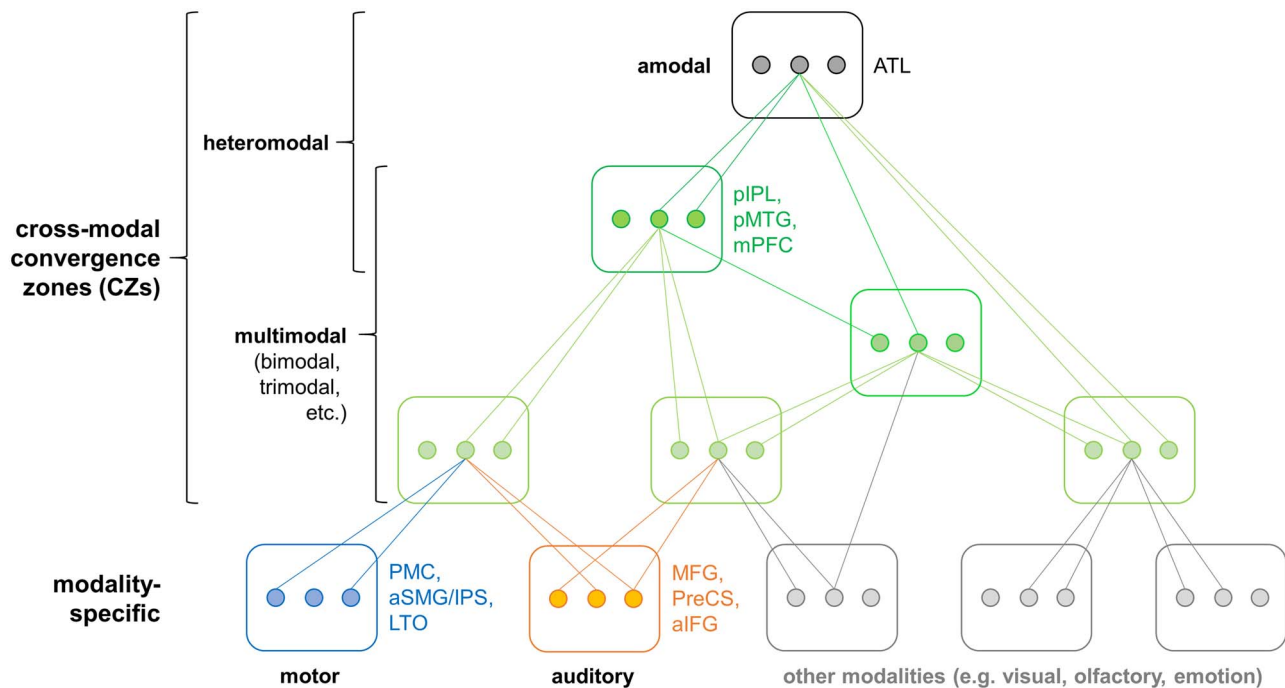 amodal
ATL
heteromodal
pIPL,
pMTG,
mPFC
cross-modal
convergence
zones (CZs)
multimodal
(bimodal,
trimodal,
etc.)
modality-
specific
PMC,
aSMG/IPS,
LTO
MFG,
PreCS,
aIFG
motor
auditory
other modalities (e.g. visual, olfactory, emotion)